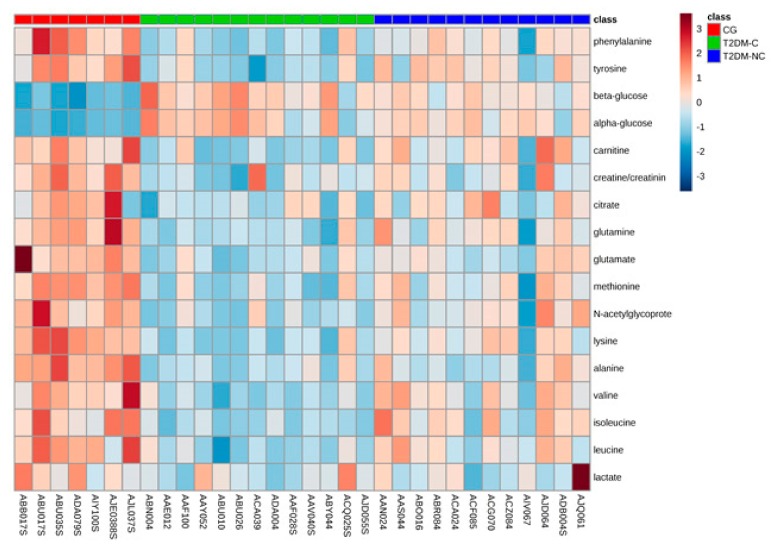 class
phenylalanine
tyrosine
beta-glucose
alpha-glucose
carnitine
creatine/creatinin
citrate
glutamine
glutamate
methionine
N-acetylglycoprote
lysine
alanine
valine
isoleucine
leucine
lactate
3
2
1
0
-1
-2
-3
class
CG
T2DM-C
T2DM-NC
ABB017S
ABU017S
ABU035S
ADA079S
AIY100S
AJE0388S
AJL037S
ABN004
AAE012
AAF100
AAY052
ABU010
ABU026
ACA039
ADA004
AAF028S
AAV040S
ABY044
ACQ025S
AJD055S
AAN024
AAS044
ABO016
ABR084
ACA024
ACF085
ACG070
ACZ084
AIV067
AJD064
ADB004S
AJQ061